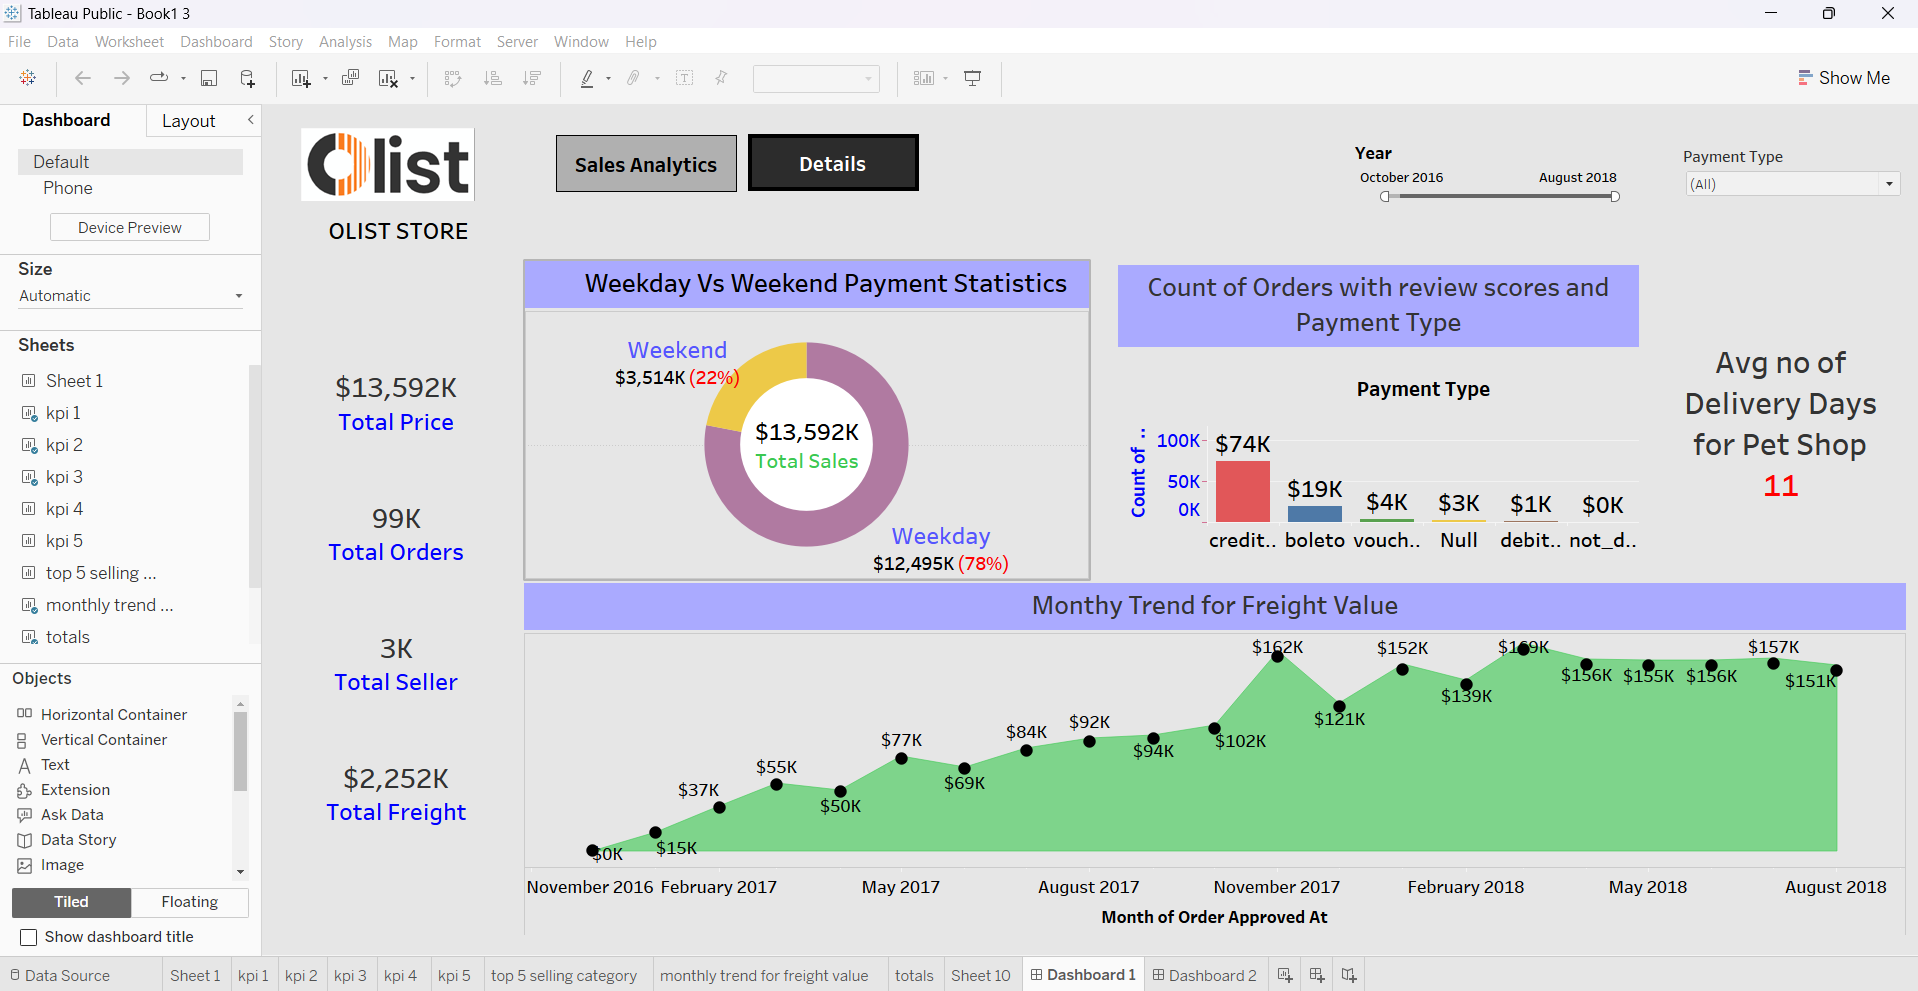 Tableau Public - Book1 3
File Data Worksheet Dashboard Story Analysis Map Format Server Window Help
Show Me
Dashboard Layout
Default
Phone
Device Preview
Size
Automatic
Sheets
Sheet 1
kpi 1
kpi 2
kpi 3
kpi 4
kpi 5
top 5 selling ...
monthly trend ...
totals
Objects
Horizontal Container
Vertical Container
Text
Extension
Ask Data
Data Story
Image
Tiled Floating
Show dashboard title
Olist
OLIST STORE
Sales Analytics
Details
Year
October 2016 August 2018
Payment Type
(All)
$13,592K
Total Price
99K
Total Orders
3K
Total Seller
$2,252K
Total Freight
Weekday Vs Weekend Payment Statistics
Weekend
$3,514K (22%)
$13,592K
Total Sales
Weekday
$12,495K (78%)
Count of Orders with review scores and
Payment Type
Payment Type
Count of ..
100K
50K
0K
$74K $19K $4K $3K $1K $0K
credit.. boleto vouch.. Null debit.. not_d..
Avg no of
Delivery Days
for Pet Shop
11
Monthy Trend for Freight Value
$0K $15K $37K $55K $50K $77K $69K $84K $92K $94K $102K $162K $121K $152K $139K $169K $156K $155K $156K $157K $151K
November 2016 February 2017 May 2017 August 2017 November 2017 February 2018 May 2018 August 2018
Month of Order Approved At
Data Source Sheet 1 kpi 1 kpi 2 kpi 3 kpi 4 kpi 5 top 5 selling category monthly trend for freight value totals Sheet 10 Dashboard 1 Dashboard 2